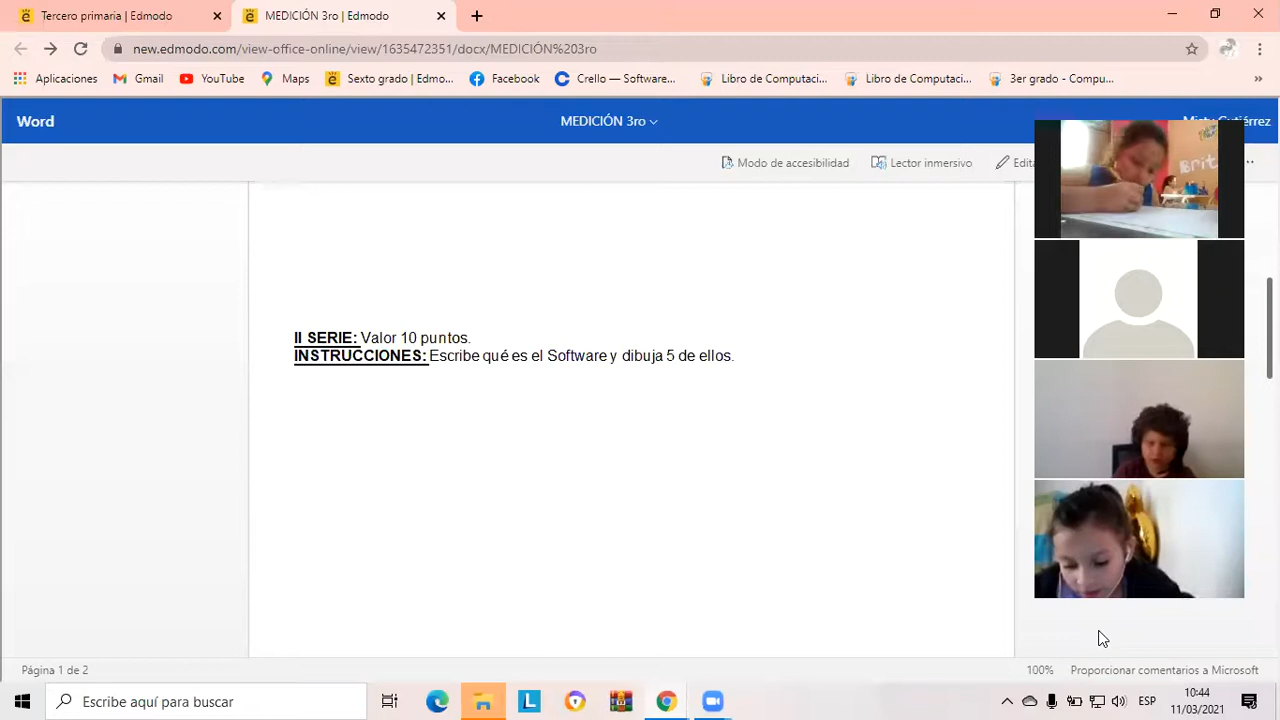 Tercero primaria | Edmodo
MEDICIÓN 3ro | Edmodo
new.edmodo.com/view-office-online/view/1635472351/docx/MEDICIÓN%203ro
Aplicaciones
Gmail
YouTube
Maps
Sexto grado | Edmo...
Facebook
Crello — Software...
Libro de Computaci...
Libro de Computaci...
3er grado - Compu...
»
Word
MEDICIÓN 3ro
Misty Gutiérrez
Modo de accesibilidad
Lector inmersivo
Edita
Brit
II SERIE: Valor 10 puntos.
INSTRUCCIONES: Escribe qué es el Software y dibuja 5 de ellos.
Página 1 de 2
100%
Proporcionar comentarios a Microsoft
Escribe aquí para buscar
L
ESP
10:44
11/03/2021